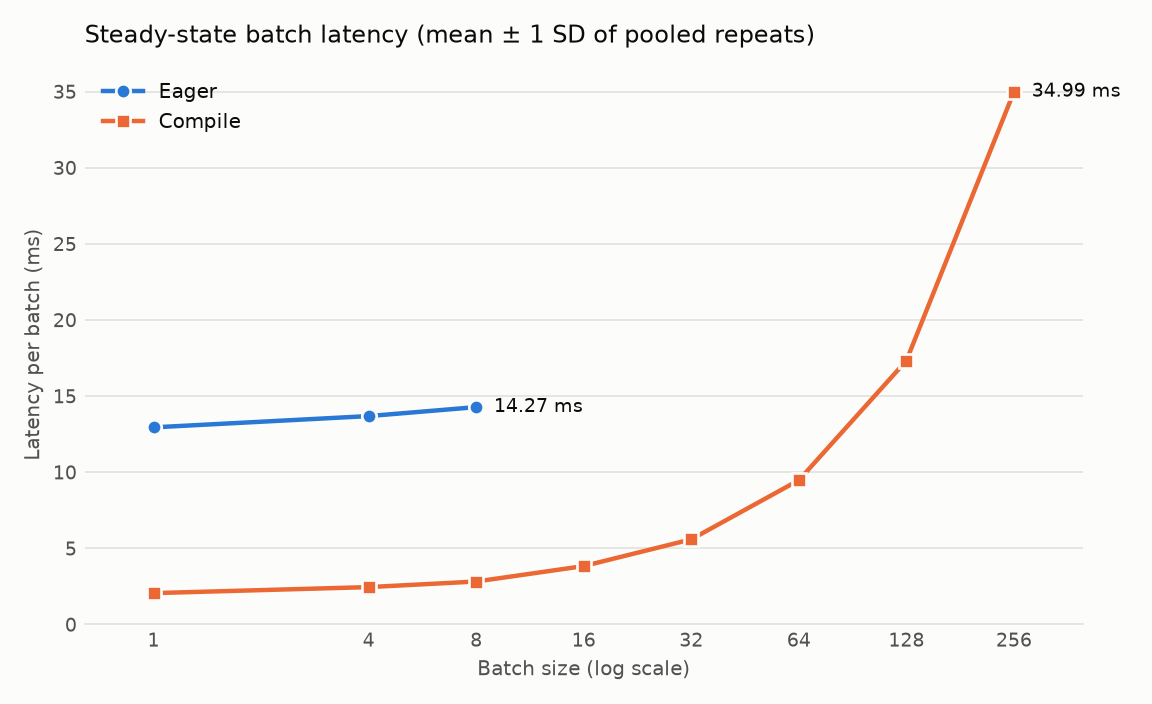 Steady-state batch latency (mean ± 1 SD of pooled repeats)
Eager
Compile
34.99 ms
14.27 ms
Latency per batch (ms)
35
30
25
20
15
10
5
0
1 4 8 16 32 64 128 256
Batch size (log scale)